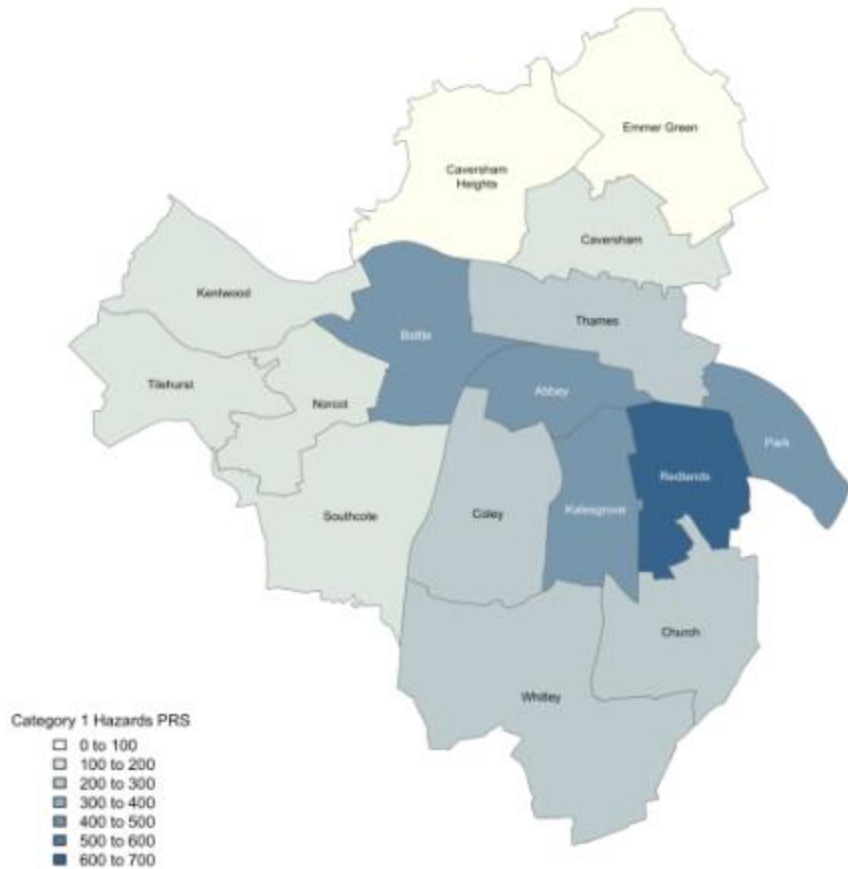 Emmer Green
Caversham
Heights
Caversham
Kentwood
Thames
Battle
Tilehurst
Abbey
Norcot
Park
Redlands
Southcote
Coley
Katesgrove
Church
Whitley
Category 1 Hazards PRS
0 to 100
100 to 200
200 to 300
300 to 400
400 to 500
500 to 600
600 to 700